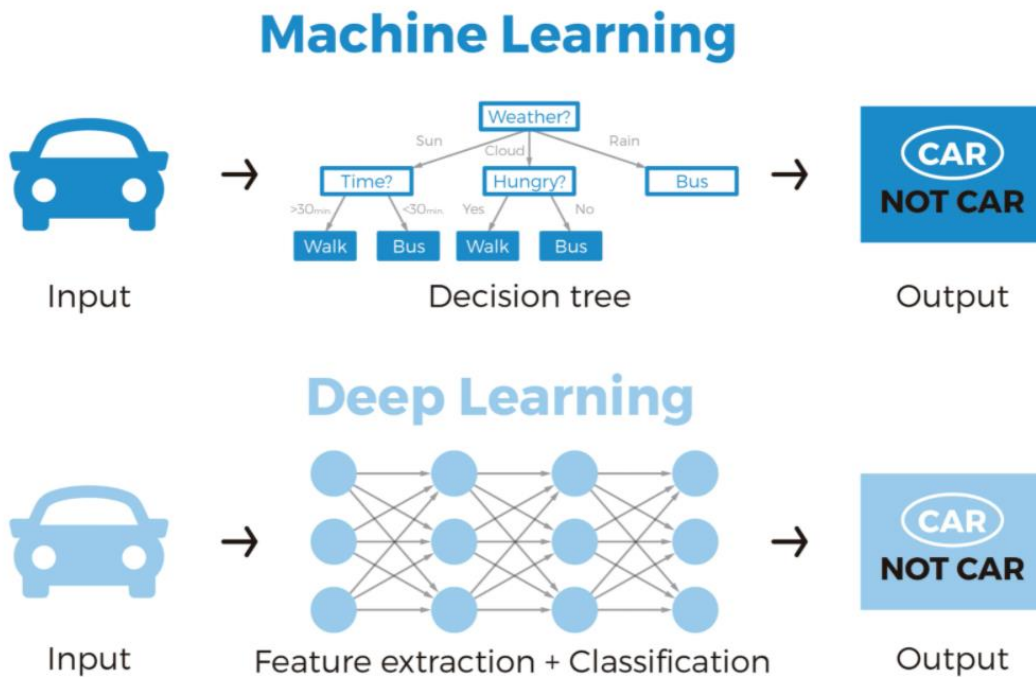 Machine Learning
Weather?
Sun
Cloud
Rain
Time?
Hungry?
Bus
>30min.
<30min.
Yes
No
Walk
Bus
Walk
Bus
CAR
NOT CAR
Input
Decision tree
Output
Deep Learning
CAR
NOT CAR
Input
Feature extraction + Classification
Output